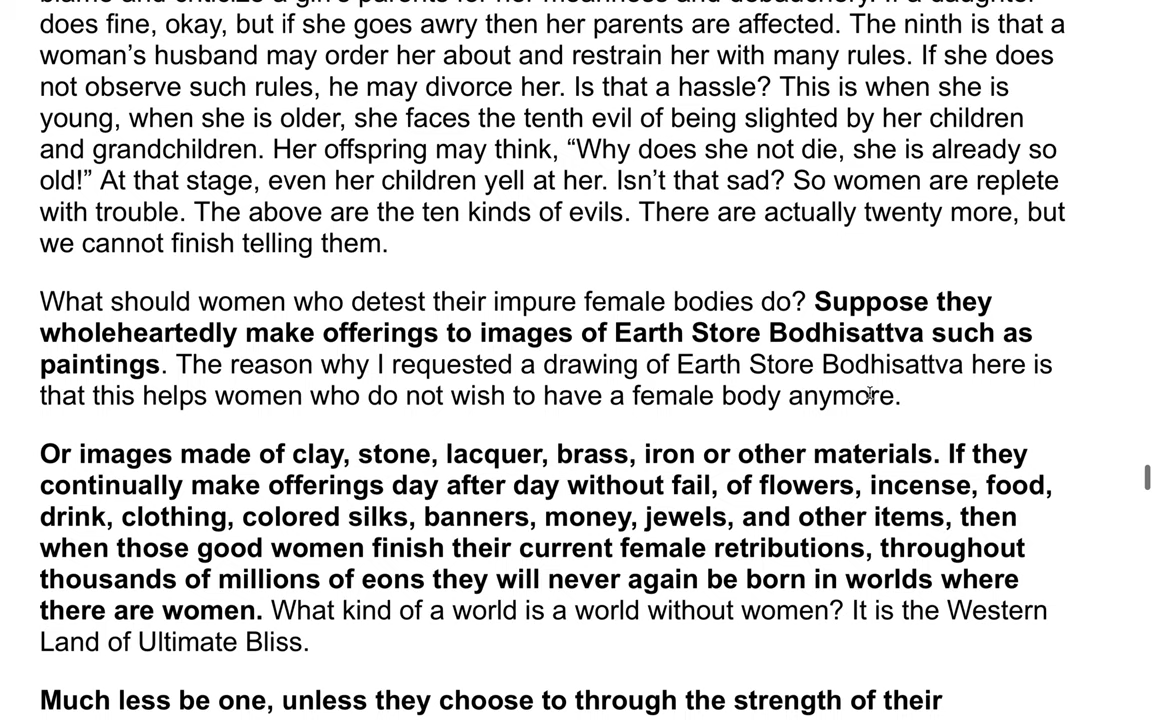 blame and criticize a girl's parents for her meanness and debauchery. If a daughter
does fine, okay, but if she goes awry then her parents are affected. The ninth is that a
woman’s husband may order her about and restrain her with many rules. If she does
not observe such rules, he may divorce her. Is that a hassle? This is when she is
young, when she is older, she faces the tenth evil of being slighted by her children
and grandchildren. Her offspring may think, “Why does she not die, she is already so
old!” At that stage, even her children yell at her. Isn’t that sad? So women are replete
with trouble. The above are the ten kinds of evils. There are actually twenty more, but
we cannot finish telling them.
What should women who detest their impure female bodies do? Suppose they
wholeheartedly make offerings to images of Earth Store Bodhisattva such as
paintings. The reason why I requested a drawing of Earth Store Bodhisattva here is
that this helps women who do not wish to have a female body anymore.
Or images made of clay, stone, lacquer, brass, iron or other materials. If they
continually make offerings day after day without fail, of flowers, incense, food,
drink, clothing, colored silks, banners, money, jewels, and other items, then
when those good women finish their current female retributions, throughout
thousands of millions of eons they will never again be born in worlds where
there are women. What kind of a world is a world without women? It is the Western
Land of Ultimate Bliss.
Much less be one, unless they choose to through the strength of their